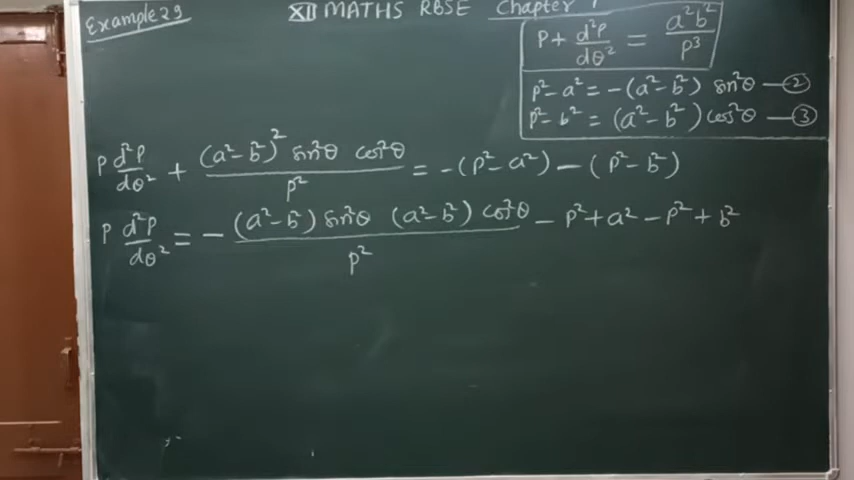 Example 29
XII MATHS RBSE Chapter
P + d²P/dθ² = a²b²/P³
P² - a² = -(a² - b²) sin²θ — ②
P² - b² = (a² - b²) cos²θ — ③
P d²P/dθ² + (a² - b²)² sin²θ cos²θ / P² = -(P² - a²) - (P² - b²)
P d²P/dθ² = - (a² - b²) sin²θ (a² - b²) cos²θ / P² - P² + a² - P² + b²